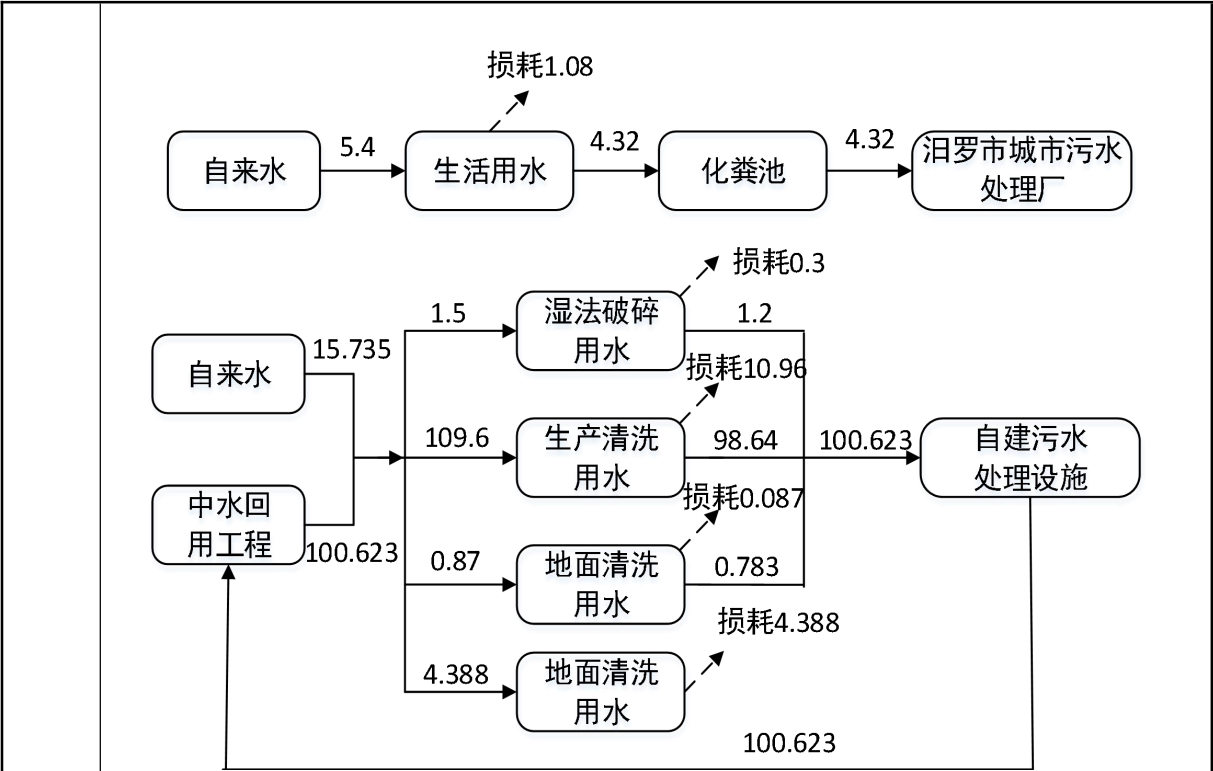 损耗1.08
自来水
5.4
生活用水
4.32
化粪池
4.32
汨罗市城市污水
处理厂
损耗0.3
1.5
湿法破碎
用水
1.2
自来水
15.735
损耗10.96
109.6
生产清洗
用水
98.64
100.623
自建污水
处理设施
中水回
用工程
100.623
损耗0.087
0.87
地面清洗
用水
0.783
损耗4.388
4.388
地面清洗
用水
100.623